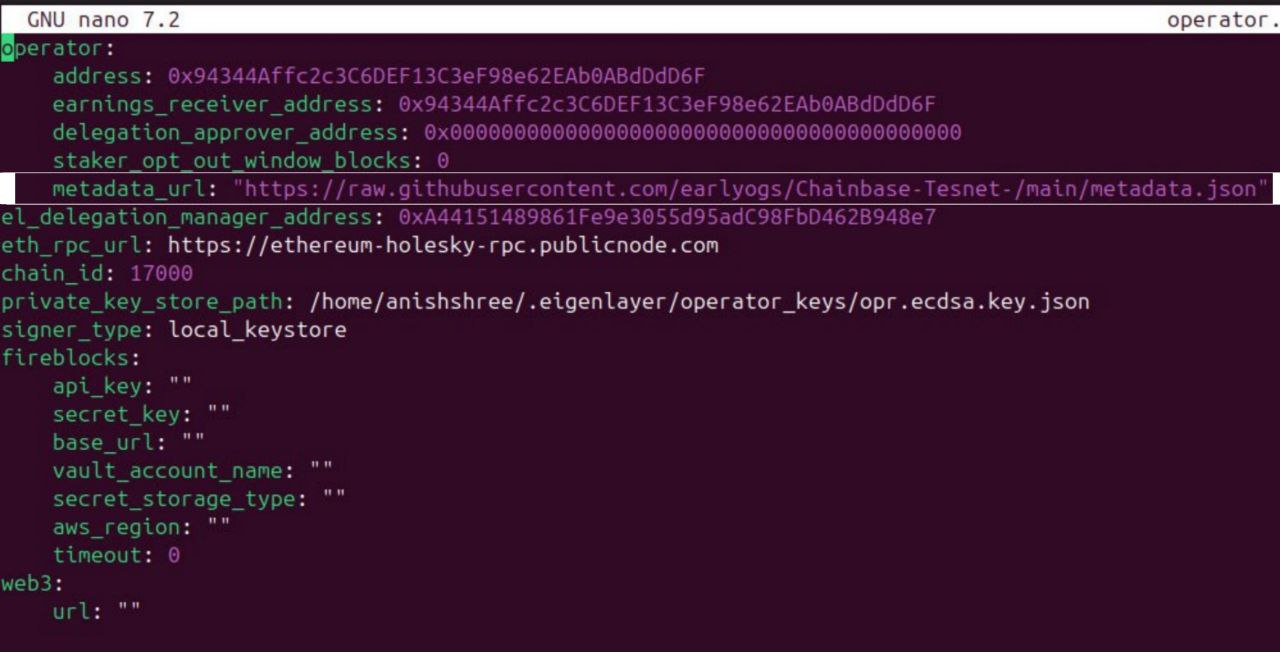 GNU nano 7.2 operator.
operator:
    address: 0x94344Affc2c3C6DEF13C3eF98e62EAb0ABdDdD6F
    earnings_receiver_address: 0x94344Affc2c3C6DEF13C3eF98e62EAb0ABdDdD6F
    delegation_approver_address: 0x0000000000000000000000000000000000000000
    staker_opt_out_window_blocks: 0
    metadata_url: "https://raw.githubusercontent.com/earlyogs/Chainbase-Tesnet-/main/metadata.json"
el_delegation_manager_address: 0xA44151489861Fe9e3055d95adC98FbD462B948e7
eth_rpc_url: https://ethereum-holesky-rpc.publicnode.com
chain_id: 17000
private_key_store_path: /home/anishshree/.eigenlayer/operator_keys/opr.ecdsa.key.json
signer_type: local_keystore
fireblocks:
    api_key: ""
    secret_key: ""
    base_url: ""
    vault_account_name: ""
    secret_storage_type: ""
    aws_region: ""
    timeout: 0
web3:
    url: ""